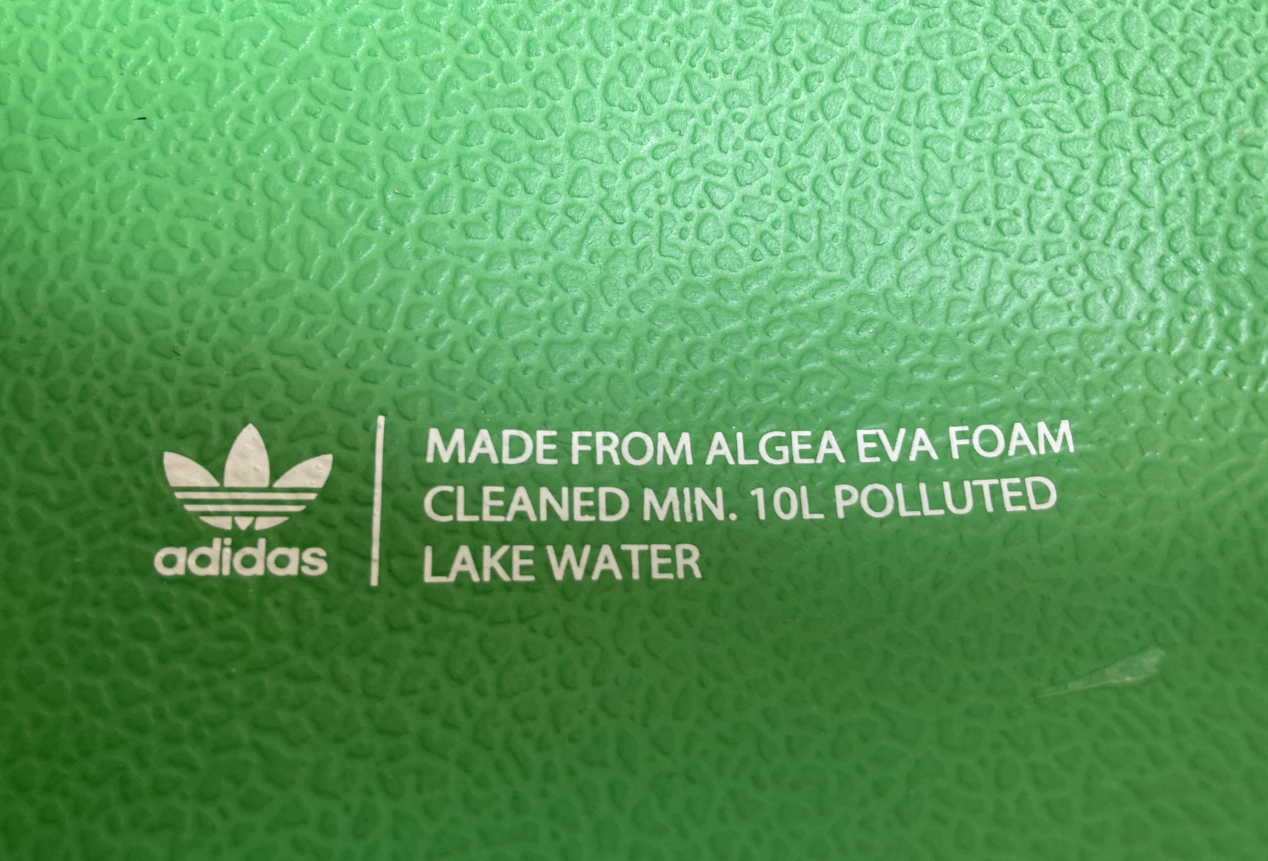 MADE FROM ALGEA EVA FOAM
CLEANED MIN. 10L POLLUTED
LAKE WATER
adidas